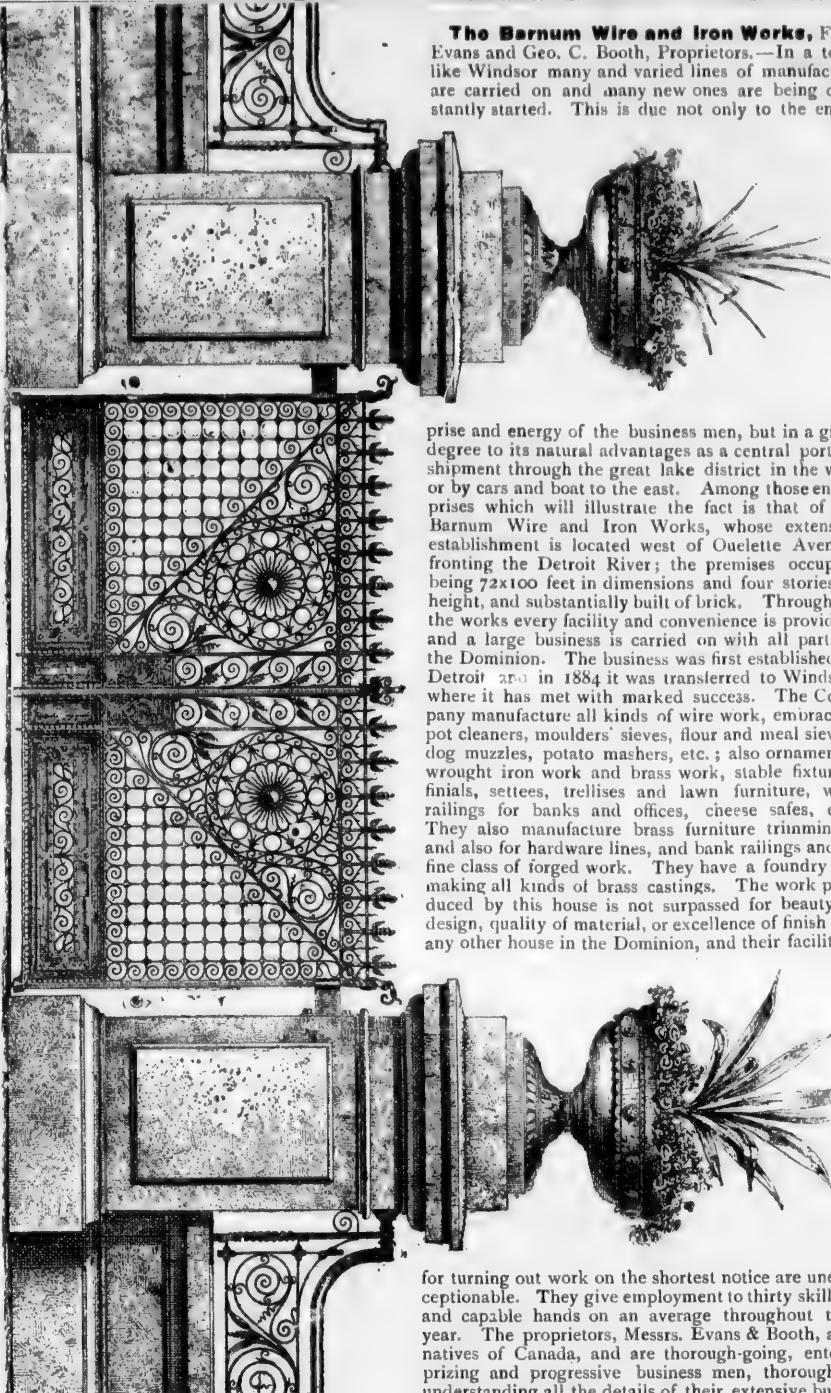 The Barnum Wire and Iron Works, F
Evans and Geo. C. Booth, Proprietors.—In a to
like Windsor many and varied lines of manufac
are carried on and many new ones are being c
stantly started. This is due not only to the en
prise and energy of the business men, but in a gr
degree to its natural advantages as a central port
shipment through the great lake district in the w
or by cars and boat to the east. Among those en
prises which will illustrate the fact is that of
Barnum Wire and Iron Works, whose extens
establishment is located west of Ouelette Aven
fronting the Detroit River; the premises occup
being 72x100 feet in dimensions and four stories
height, and substantially built of brick. Through
the works every facility and convenience is provid
and a large business is carried on with all part
the Dominion. The business was first established
Detroit and in 1884 it was transferred to Winds
where it has met with marked success. The Co
pany manufacture all kinds of wire work, embrac
pot cleaners, moulders' sieves, flour and meal siev
dog muzzles, potato mashers, etc.; also ornamen
wrought iron work and brass work, stable fixtur
finials, settees, trellises and lawn furniture, w
railings for banks and offices, cheese safes, e
They also manufacture brass furniture trimmin
and also for hardware lines, and bank railings and
fine class of forged work. They have a foundry
making all kinds of brass castings. The work p
duced by this house is not surpassed for beauty
design, quality of material, or excellence of finish
any other house in the Dominion, and their facilit
for turning out work on the shortest notice are une
ceptionable. They give employment to thirty skill
and capable hands on an average throughout t
year. The proprietors, Messrs. Evans & Booth, a
natives of Canada, and are thorough-going, ente
prizing and progressive business men, thorough
understanding all the details of their extensive bu